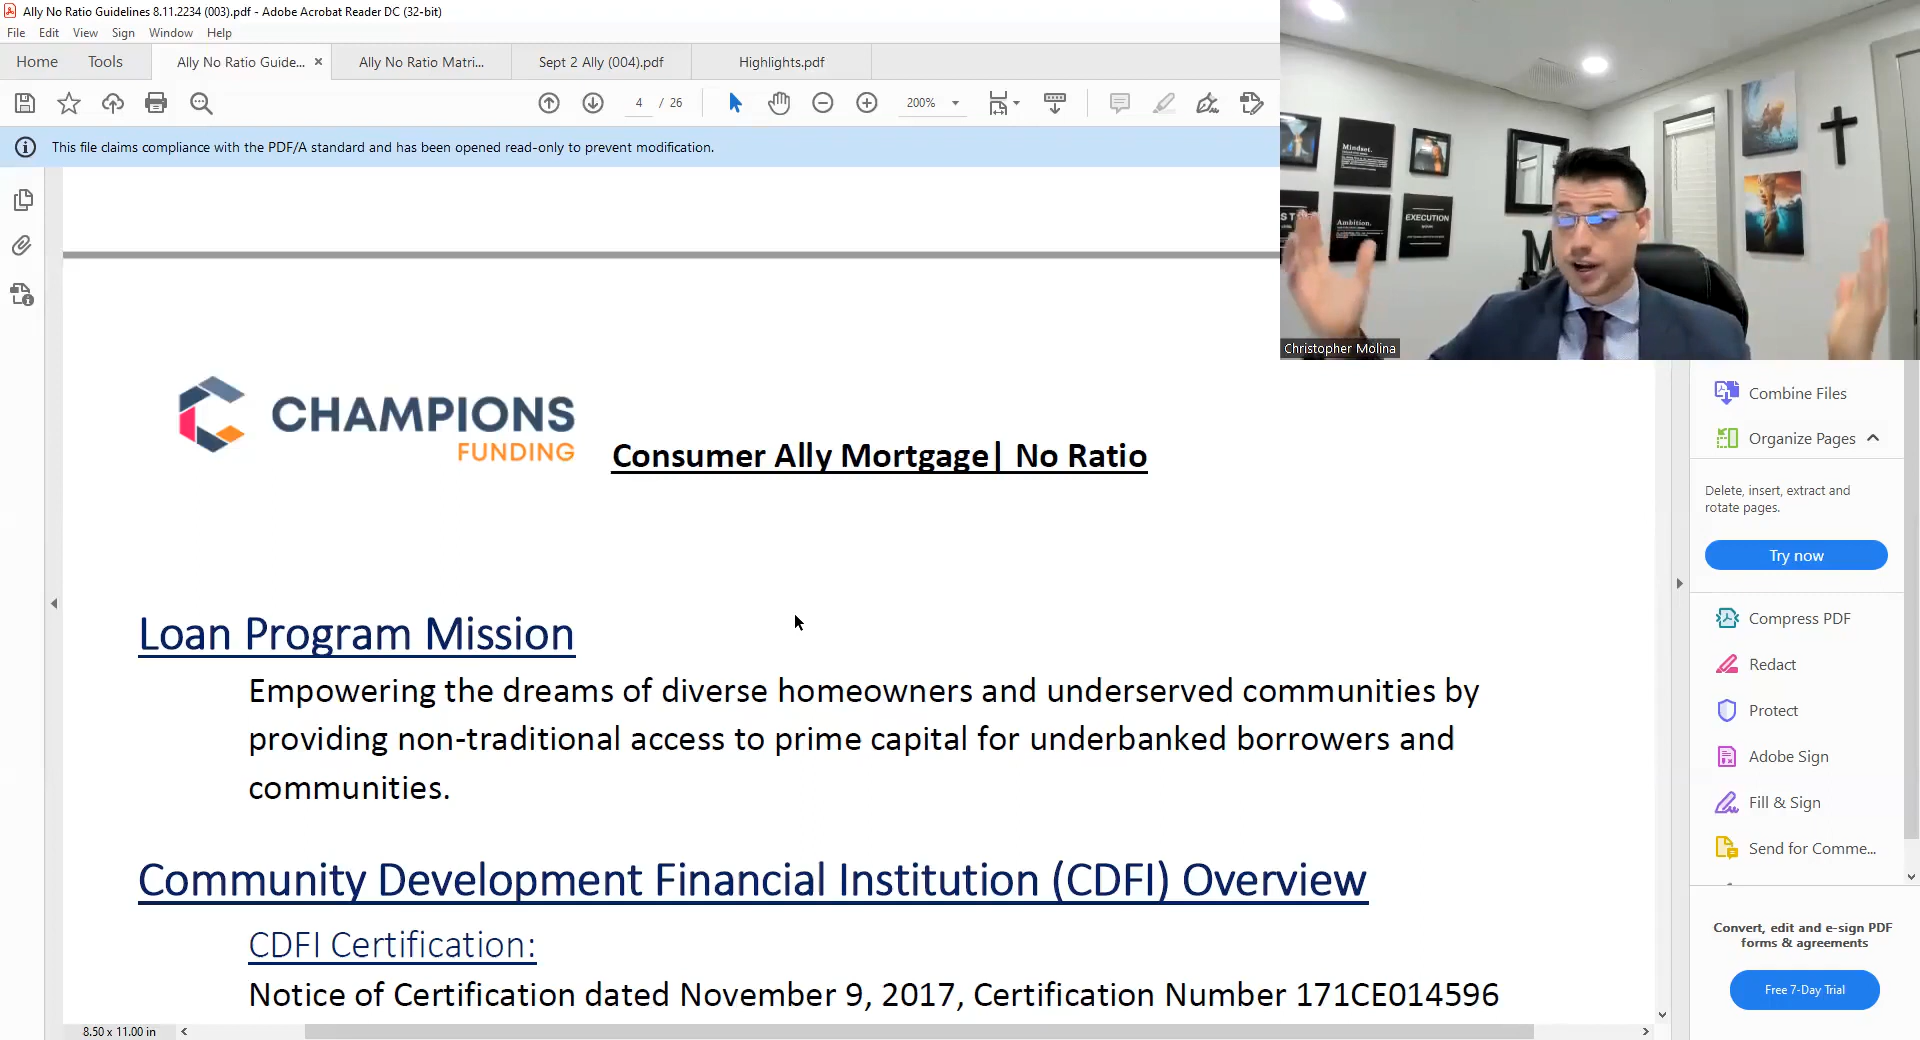 Ally No Ratio Guidelines 8.11.2234 (003).pdf - Adobe Acrobat Reader DC (32-bit)
File Edit View Sign Window Help
Home Tools Ally No Ratio Guide... × Ally No Ratio Matri... Sept 2 Ally (004).pdf Highlights.pdf
4 / 26 200%
This file claims compliance with the PDF/A standard and has been opened read-only to prevent modification.
Mindset.
Ambition.
EXECUTION
Christopher Molina
CHAMPIONS
FUNDING
Consumer Ally Mortgage| No Ratio
Loan Program Mission
Empowering the dreams of diverse homeowners and underserved communities by
providing non-traditional access to prime capital for underbanked borrowers and
communities.
Community Development Financial Institution (CDFI) Overview
CDFI Certification:
Notice of Certification dated November 9, 2017, Certification Number 171CE014596
8.50 x 11.00 in
Combine Files
Organize Pages
Delete, insert, extract and
rotate pages.
Try now
Compress PDF
Redact
Protect
Adobe Sign
Fill & Sign
Send for Comme...
Convert, edit and e-sign PDF
forms & agreements
Free 7-Day Trial